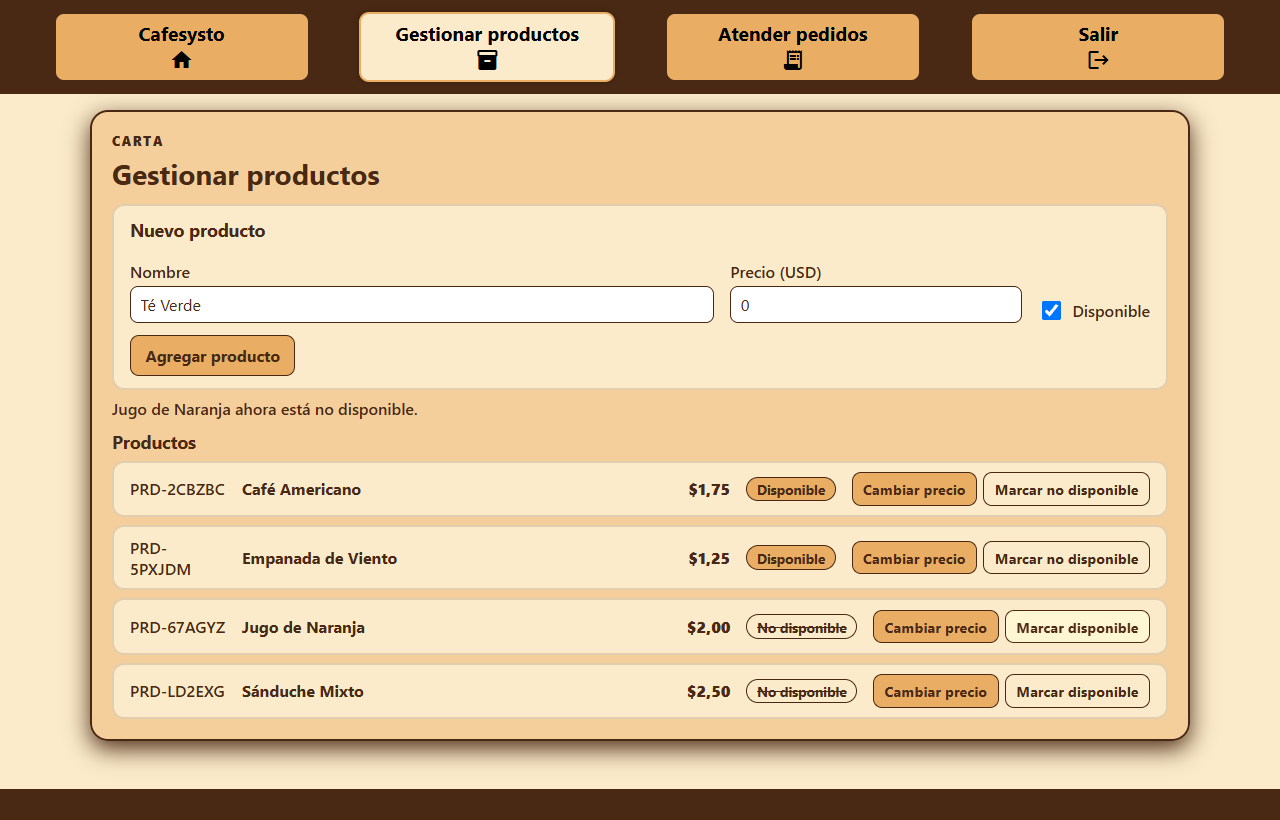 Cafesysto
Gestionar productos
Atender pedidos
Salir
CARTA
Gestionar productos
Nuevo producto
Nombre
Precio (USD)
Té Verde
0
Disponible
Agregar producto
Jugo de Naranja ahora está no disponible.
Productos
PRD-2CBZBC Café Americano $1,75 Disponible Cambiar precio Marcar no disponible
PRD-
5PXJDM Empanada de Viento $1,25 Disponible Cambiar precio Marcar no disponible
PRD-67AGYZ Jugo de Naranja $2,00 No disponible Cambiar precio Marcar disponible
PRD-LD2EXG Sánduche Mixto $2,50 No disponible Cambiar precio Marcar disponible